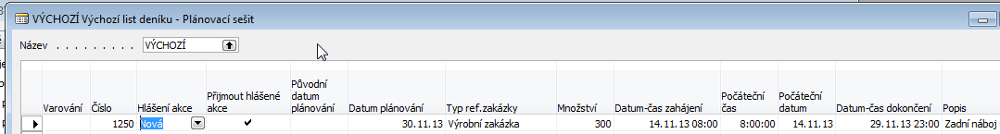 VÝCHOZÍ Výchozí list deníku - Plánovací sešit
Název . . . . . . . . . VÝCHOZÍ
Varování Číslo Hlášení akce Přijmout hlášené akce Původní datum plánování Datum plánování Typ ref.zakázky Množství Datum-čas zahájení Počáteční čas Počáteční datum Datum-čas dokončení Popis
1250 Nová 30.11.13 Výrobní zakázka 300 14.11.13 08:00 8:00:00 14.11.13 29.11.13 23:00 Zadní náboj